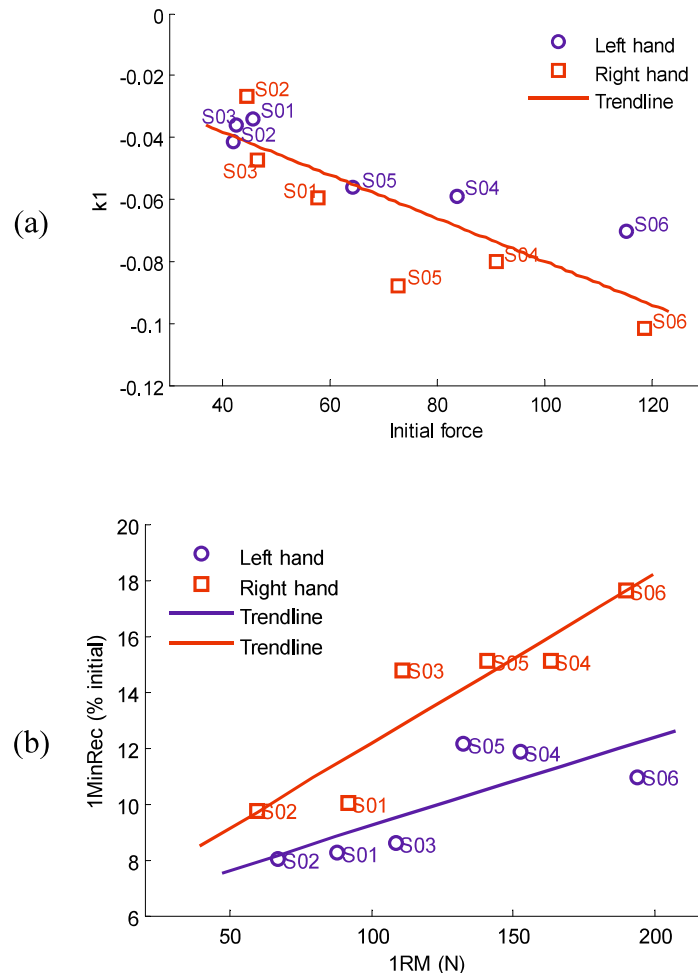 0
Left hand
Right hand
Trendline
-0.02
S02
S03
S01
-0.04
S02
S03
S05
S04
-0.06
S01
k1
(a)
S06
-0.08
S04
S05
-0.1
S06
-0.12
40
60
80
100
120
Initial force
20
Left hand
Right hand
Trendline
Trendline
18
S06
16
S03
S05
S04
14
1MinRec (% initial)
(b)
12
S05
S04
S06
10
S02
S01
8
S02
S01
S03
6
50
100
150
200
1RM (N)